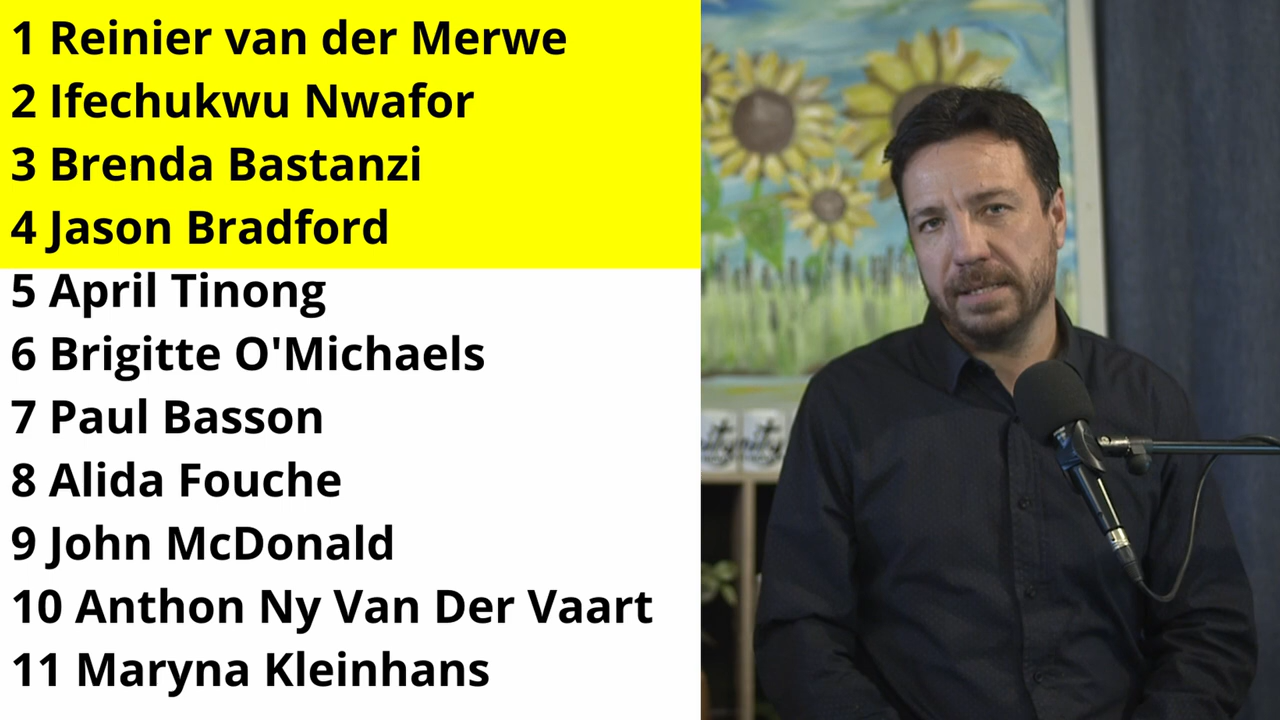 1 Reinier van der Merwe
2 Ifechukwu Nwafor
3 Brenda Bastanzi
4 Jason Bradford
5 April Tinong
6 Brigitte O'Michaels
7 Paul Basson
8 Alida Fouche
9 John McDonald
10 Anthon Ny Van Der Vaart
11 Maryna Kleinhans